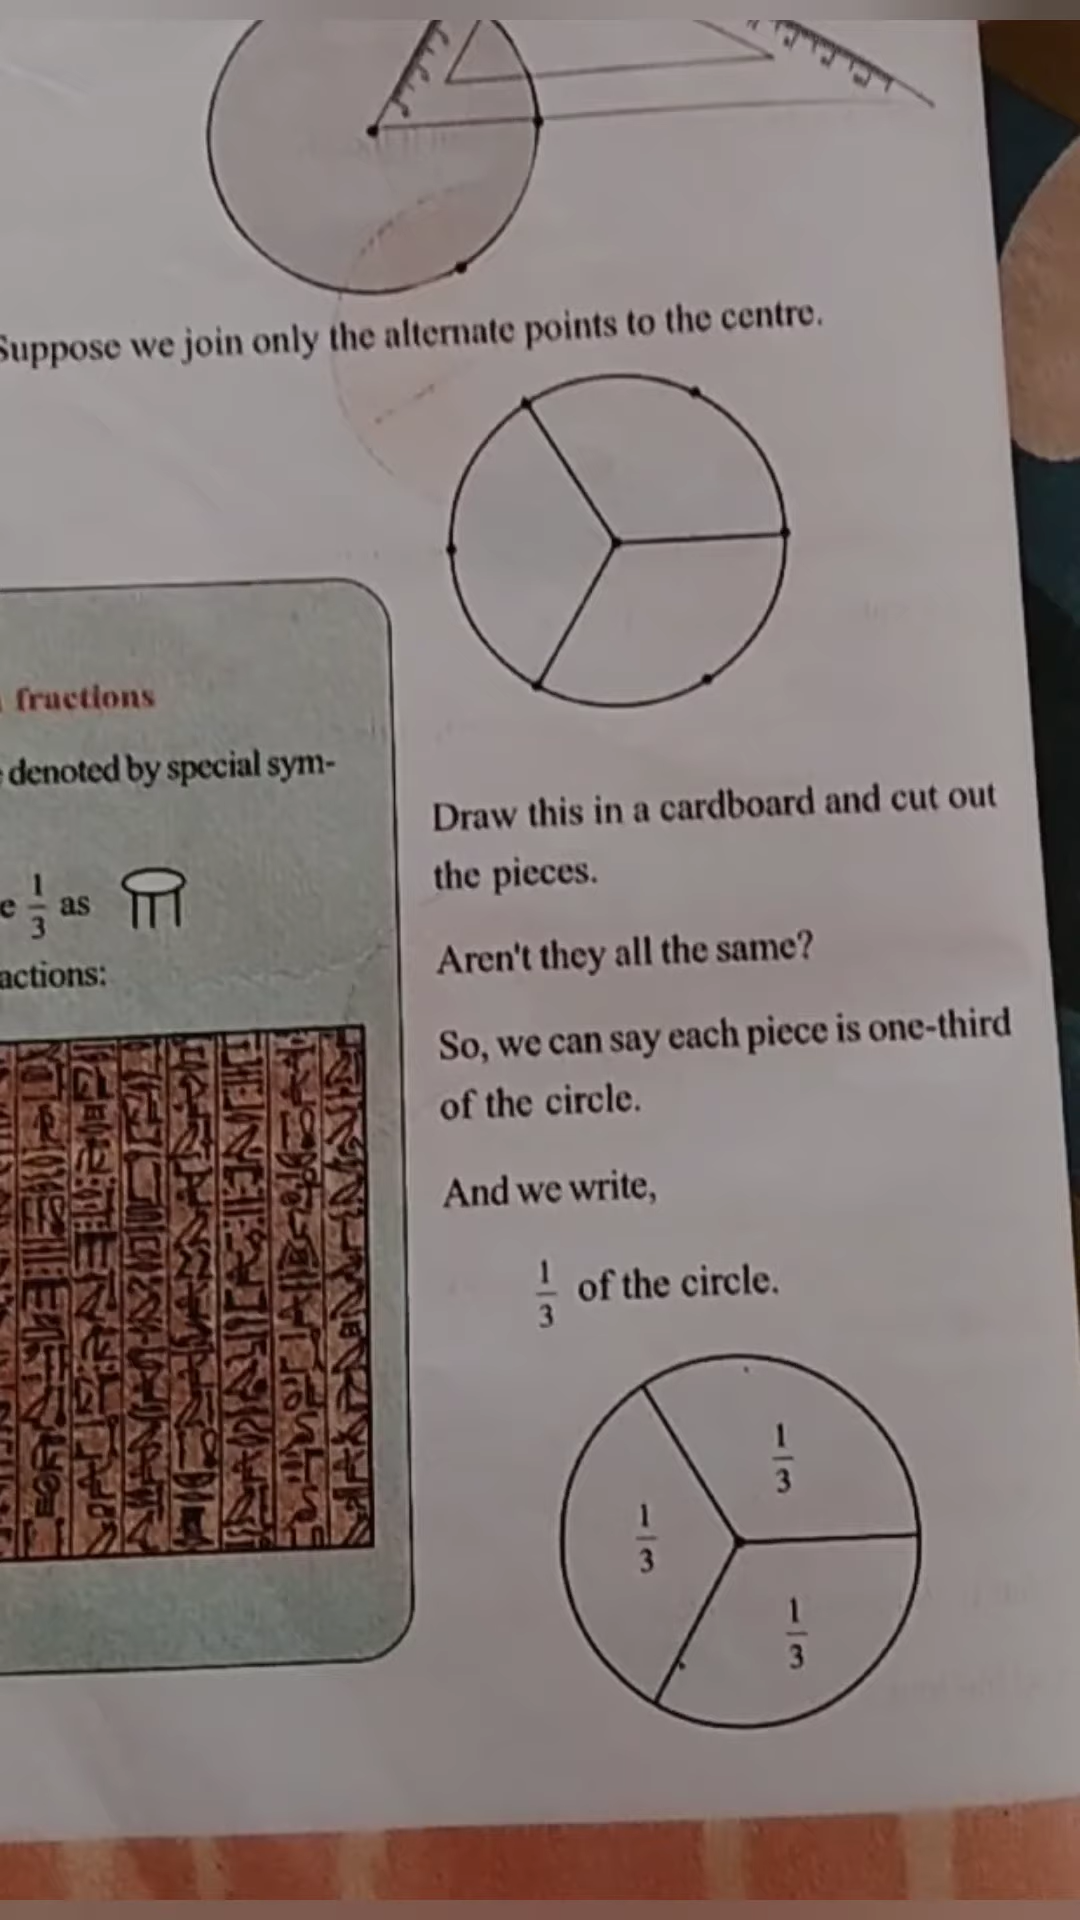 Suppose we join only the alternate points to the centre.
fractions
denoted by special sym-
e 1/3 as
actions:
Draw this in a cardboard and cut out
the pieces.
Aren't they all the same?
So, we can say each piece is one-third
of the circle.
And we write,
1/3 of the circle.
1/3
1/3
1/3